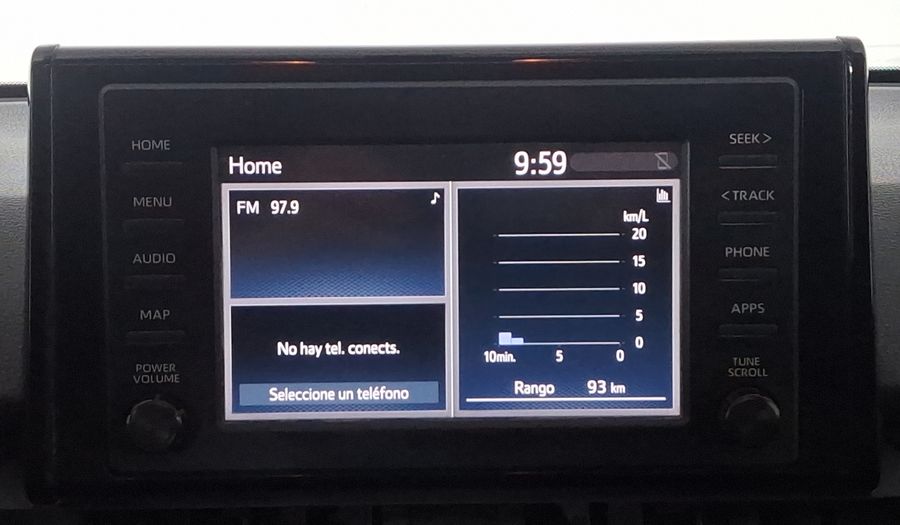 HOME
MENU
AUDIO
MAP
POWER
VOLUME
Home
9:59
FM 97.9
No hay tel. conects.
Seleccione un teléfono
km/L
20
15
10
5
0
10min. 5 0
Rango 93 km
SEEK >
< TRACK
PHONE
APPS
TUNE
SCROLL